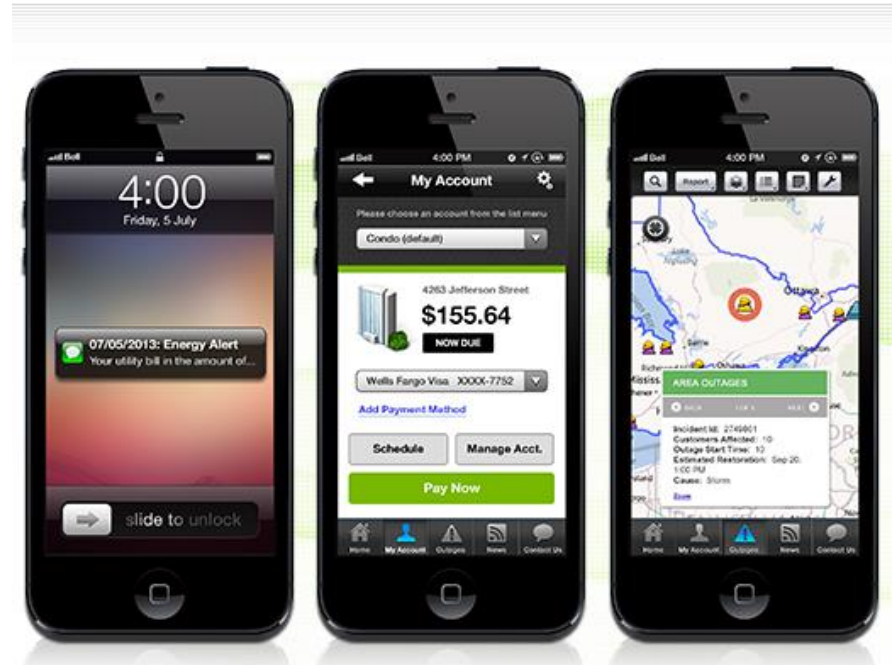 Bell
4:00
Friday, 5 July
07/05/2013: Energy Alert
Your utility bill in the amount of...
slide to unlock
Bell
4:00 PM
My Account
Please choose an account from the list menu
Condo (default)
4263 Jefferson Street
$155.64
NOW DUE
Wells Fargo Visa XXXX-7752
Add Payment Method
Schedule
Manage Acct.
Pay Now
Home
My Account
Outages
News
Contact Us
Bell
4:00 PM
Report
Ottawa
Barrie
Kingston
Oshawa
AREA OUTAGES
BACK
NEXT
Incident Id: 2749801
Customers Affected: 10
Outage Start Time: 10
Estimated Restoration: Sep 20,
1:00 PM
Cause: Storm
Zoom
Home
My Account
Outages
News
Contact Us